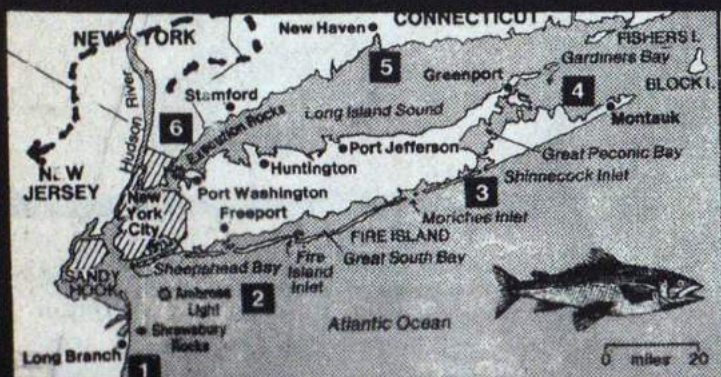 CONNECTICUT
New Haven
NEW YORK
FISHERS I.
Gardiners Bay
5
Greenport
BLOCK I.
Stamford
4
Hudson River
Long Island Sound
6
Execution Rocks
Montauk
NEW
JERSEY
Port Jefferson
Huntington
Great Peconic Bay
Port Washington
3
Shinnecock Inlet
New
York
City
Freeport
Moriches Inlet
FIRE ISLAND
Sheepshead Bay
Fire
Island
Inlet
Great South Bay
SANDY
HOOK
Ambrose
Light
2
Shrewsbury
Rocks
Atlantic Ocean
Long Branch
1
0 miles 20